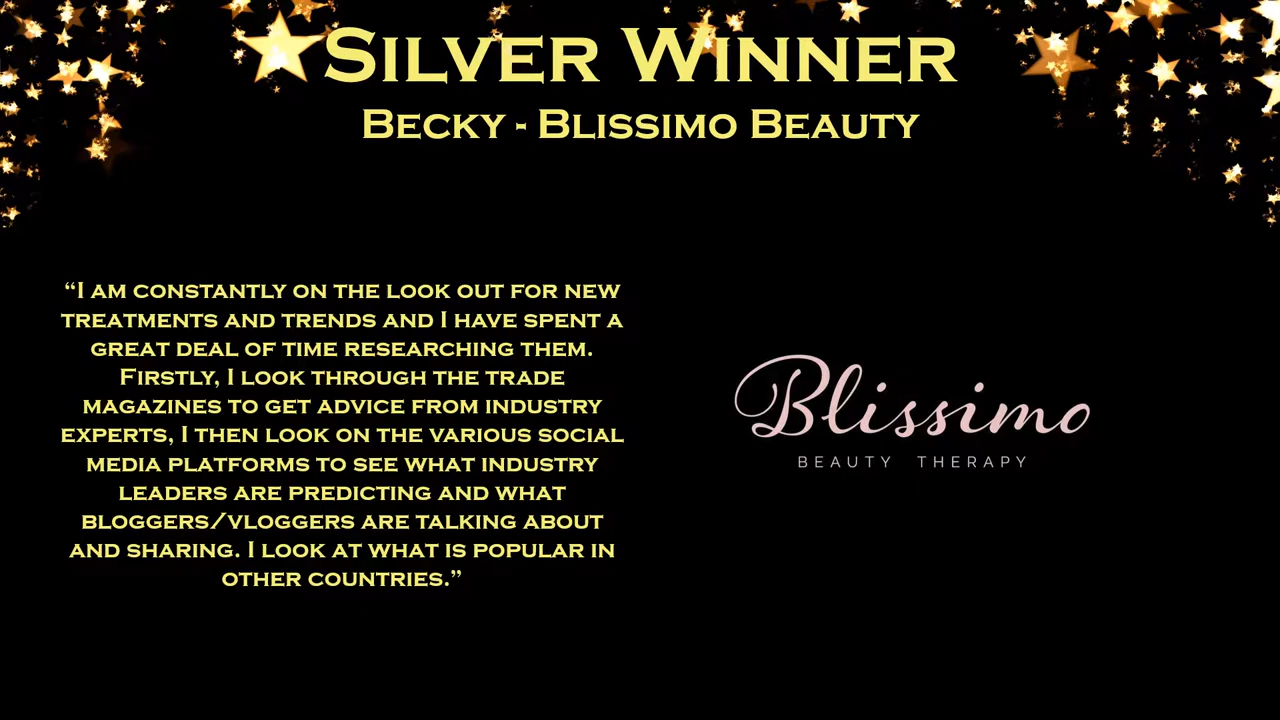 Silver Winner
Becky - Blissimo Beauty
“I am constantly on the look out for new
treatments and trends and I have spent a
great deal of time researching them.
Firstly, I look through the trade
magazines to get advice from industry
experts, I then look on the various social
media platforms to see what industry
leaders are predicting and what
bloggers/vloggers are talking about
and sharing. I look at what is popular in
other countries.”
Blissimo
BEAUTY THERAPY